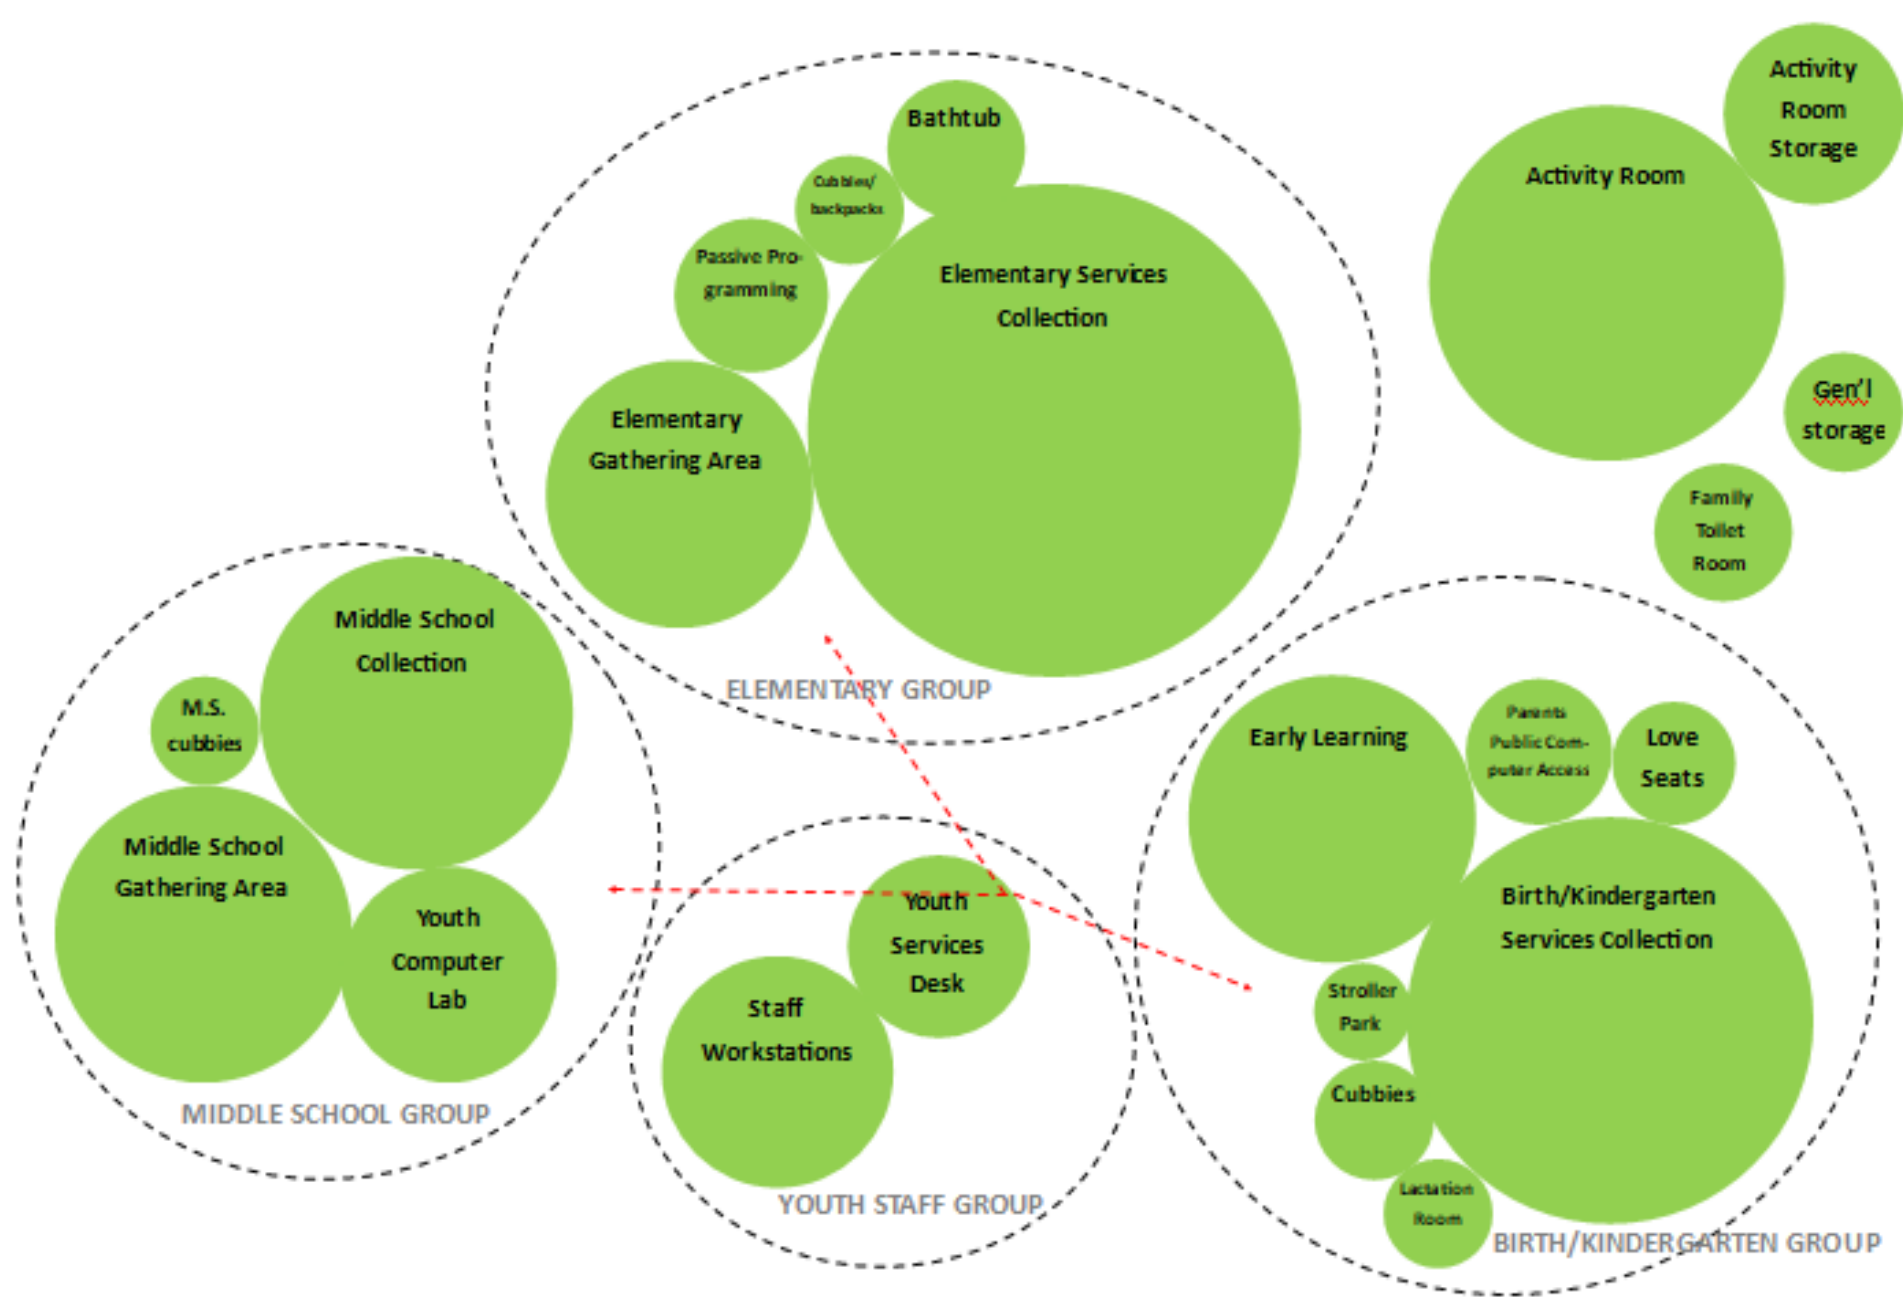 Bathtub
Cubbies/
backpacks
Passive Pro-
gramming
Elementary Services
Collection
Elementary
Gathering Area
ELEMENTARY GROUP
Activity
Room
Storage
Activity Room
Gen'l
storage
Family
Toilet
Room
Middle School
Collection
M.S.
cubbies
Middle School
Gathering Area
Youth
Computer
Lab
MIDDLE SCHOOL GROUP
Youth
Services
Desk
Staff
Workstations
YOUTH STAFF GROUP
Early Learning
Parents
Public Com-
puter Access
Love
Seats
Birth/Kindergarten
Services Collection
Stroller
Park
Cubbies
Lactation
Room
BIRTH/KINDERGARTEN GROUP